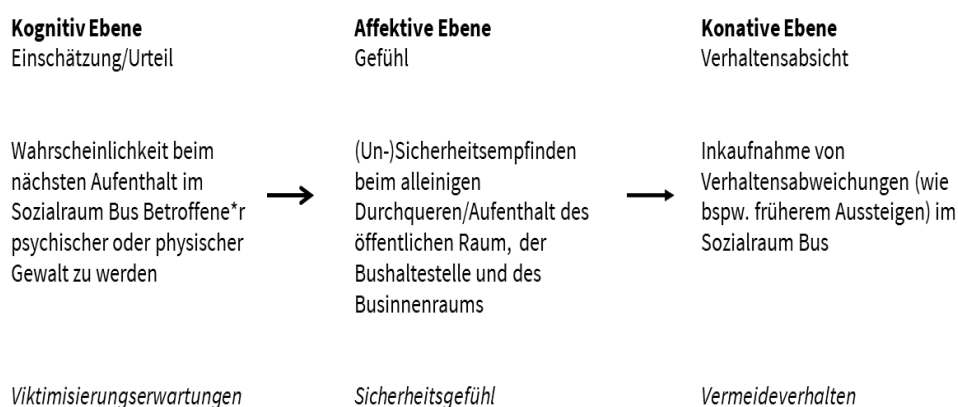 Kognitiv Ebene
Einschätzung/Urteil
Wahrscheinlichkeit beim
nächsten Aufenthalt im
Sozialraum Bus Betroffene*r
psychischer oder physischer
Gewalt zu werden
Viktimisierungserwartungen
Affektive Ebene
Gefühl
(Un-)Sicherheitsempfinden
beim alleinigen
Durchqueren/Aufenthalt des
öffentlichen Raum, der
Bushaltestelle und des
Businnenraums
Sicherheitsgefühl
Konative Ebene
Verhaltensabsicht
Inkaufnahme von
Verhaltensabweichungen (wie
bspw. früherem Aussteigen) im
Sozialraum Bus
Vermeideverhalten